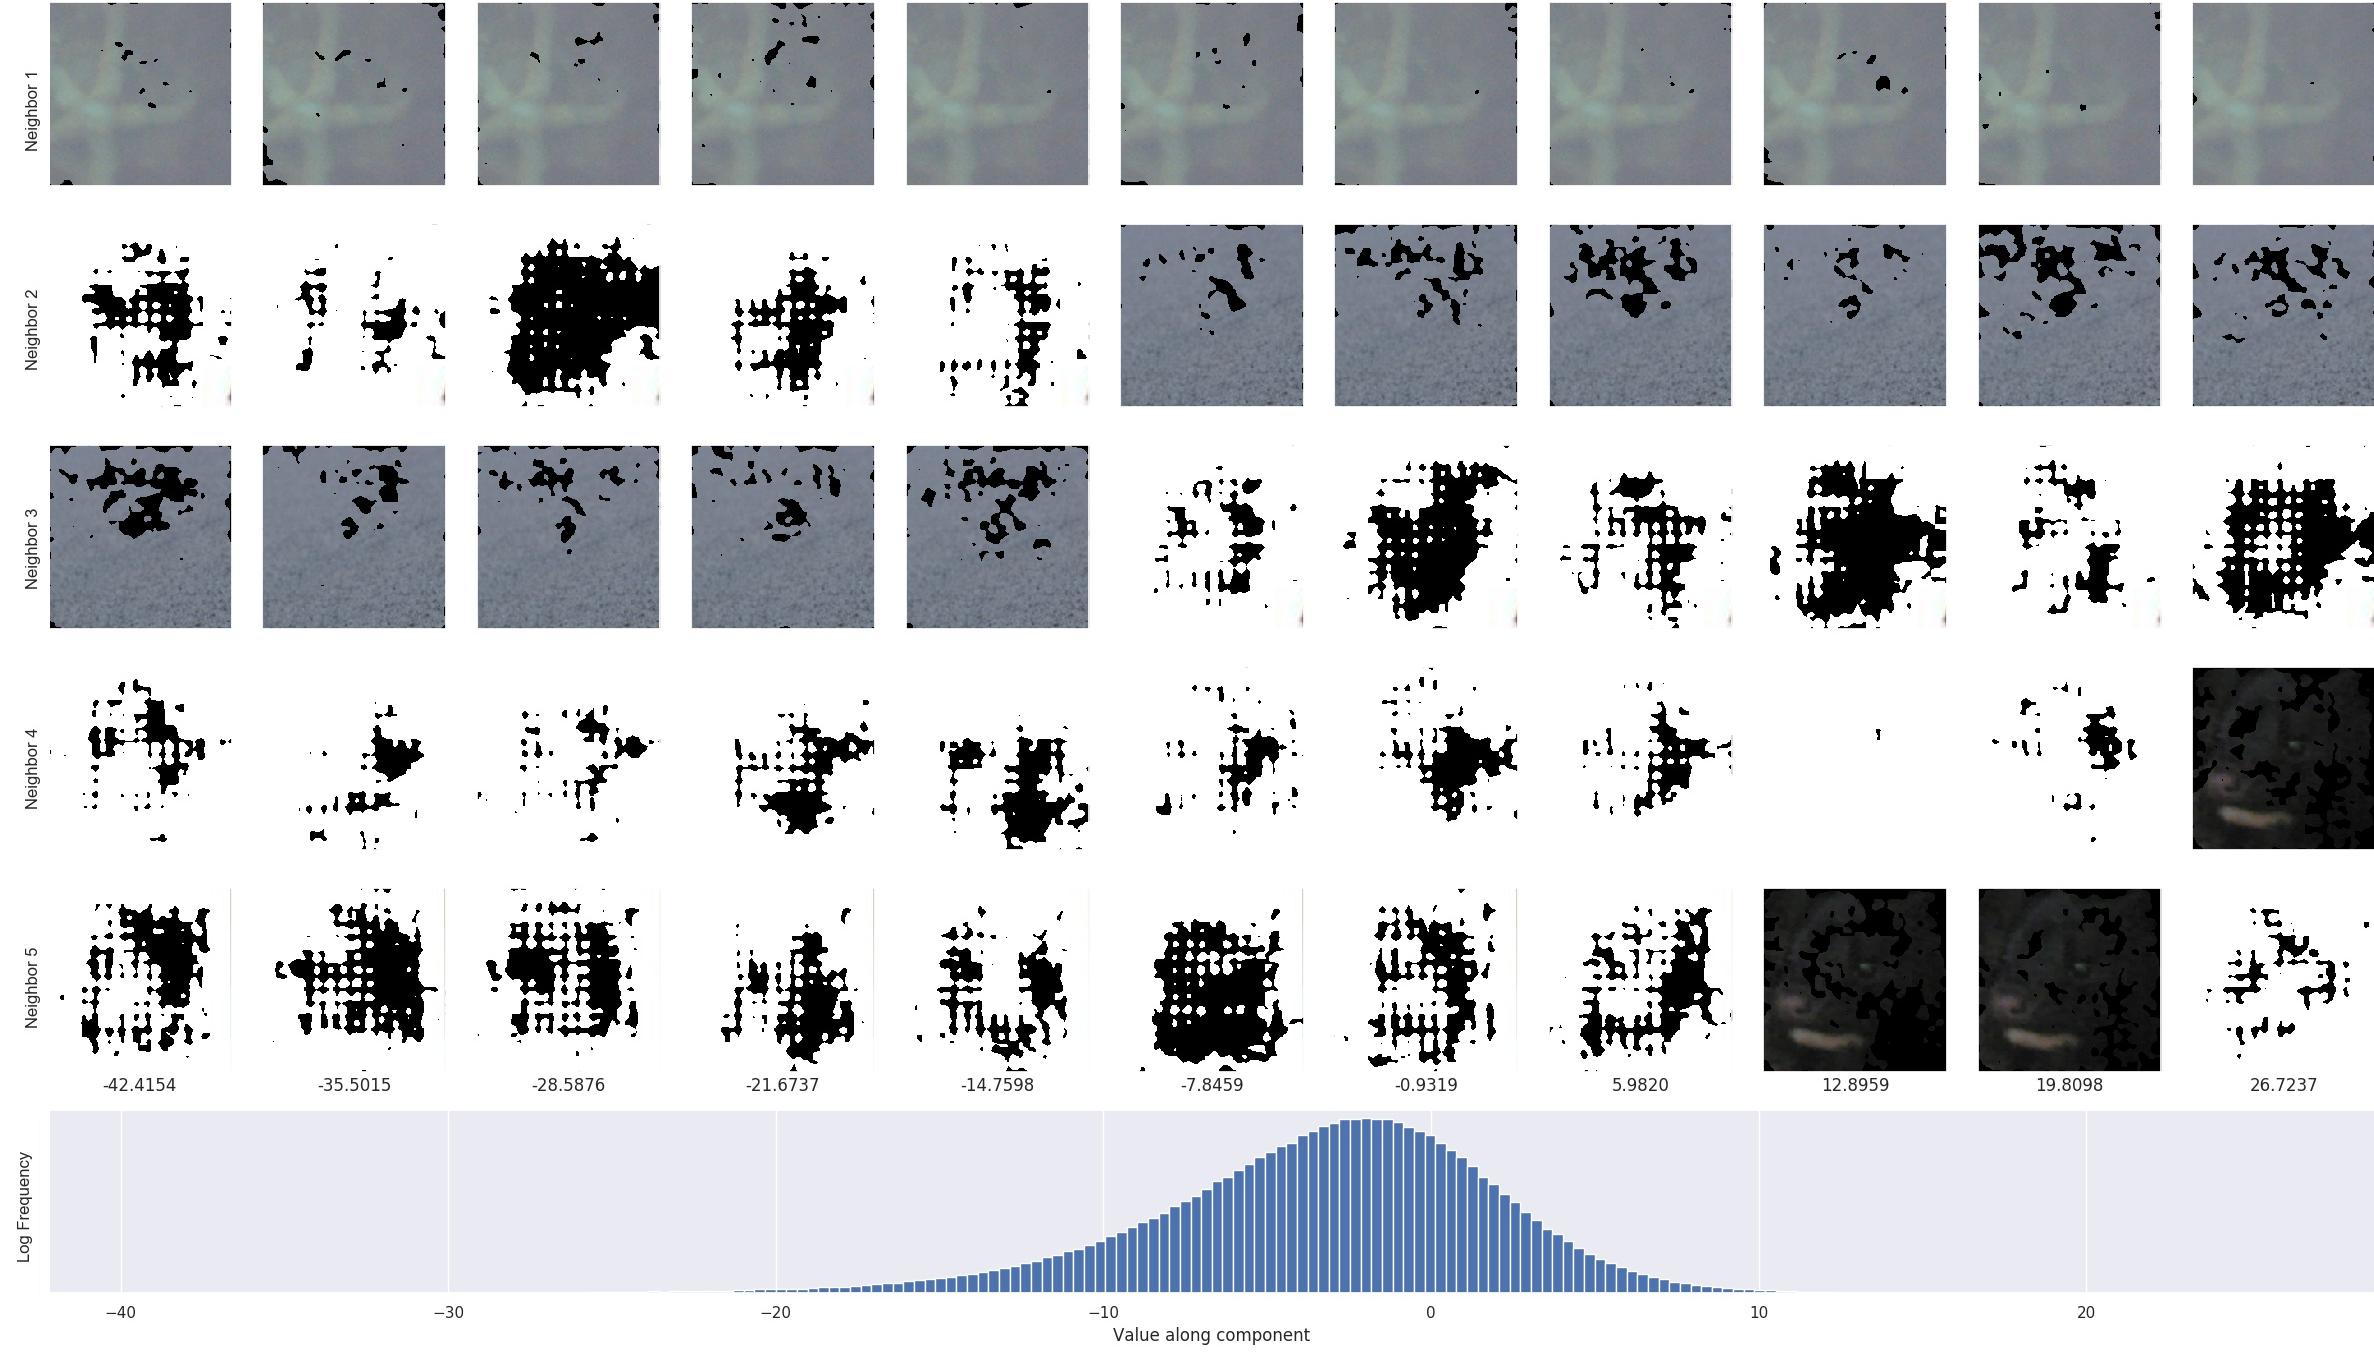 Neighbor 1
Neighbor 2
Neighbor 3
Neighbor 4
Neighbor 5
-42.4154 -35.5015 -28.5876 -21.6737 -14.7598 -7.8459 -0.9319 5.9820 12.8959 19.8098 26.7237
Log Frequency
−40 −30 −20 −10 0 10 20
Value along component